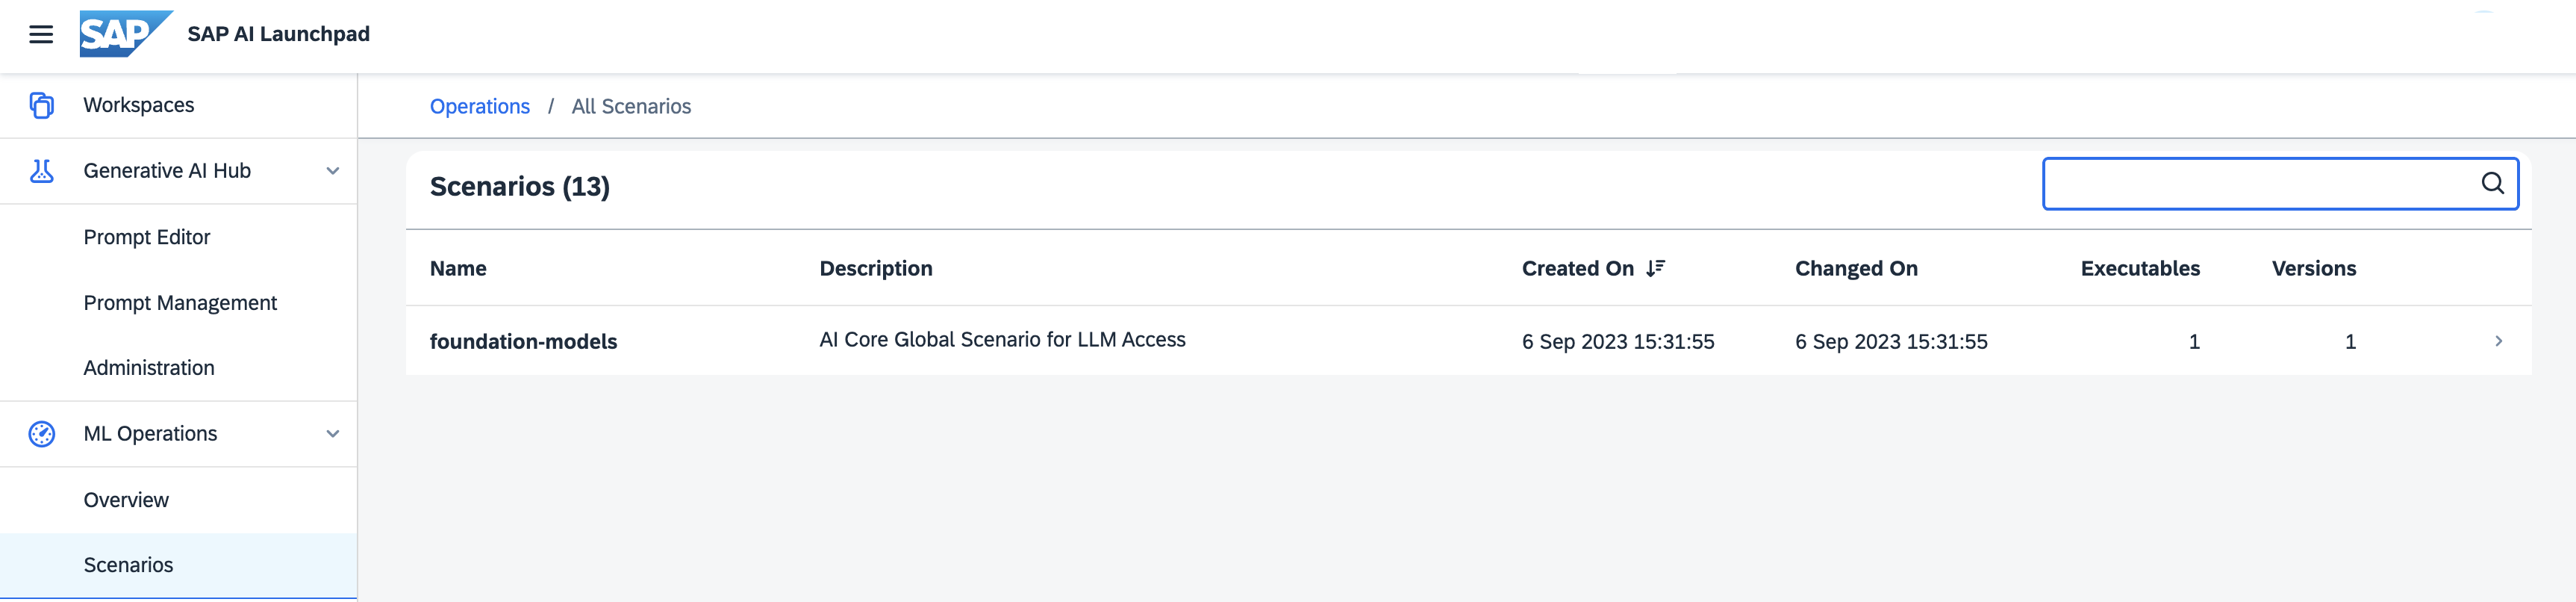 SAP SAP AI Launchpad
Workspaces
Generative AI Hub
Prompt Editor
Prompt Management
Administration
ML Operations
Overview
Scenarios
Operations / All Scenarios
Scenarios (13)
Name Description Created On Changed On Executables Versions
foundation-models AI Core Global Scenario for LLM Access 6 Sep 2023 15:31:55 6 Sep 2023 15:31:55 1 1